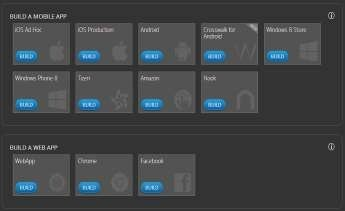 BUILD A MOBILE APP
iOS Ad Hoc
iOS Production
Android
Crosswalk for
Android
Windows 8 Store
BUILD
BUILD
BUILD
BUILD
BUILD
Windows Phone 8
Tizen
Amazon
Nook
BUILD
BUILD
BUILD
BUILD
BUILD A WEB APP
WebApp
Chrome
Facebook
BUILD
BUILD
BUILD